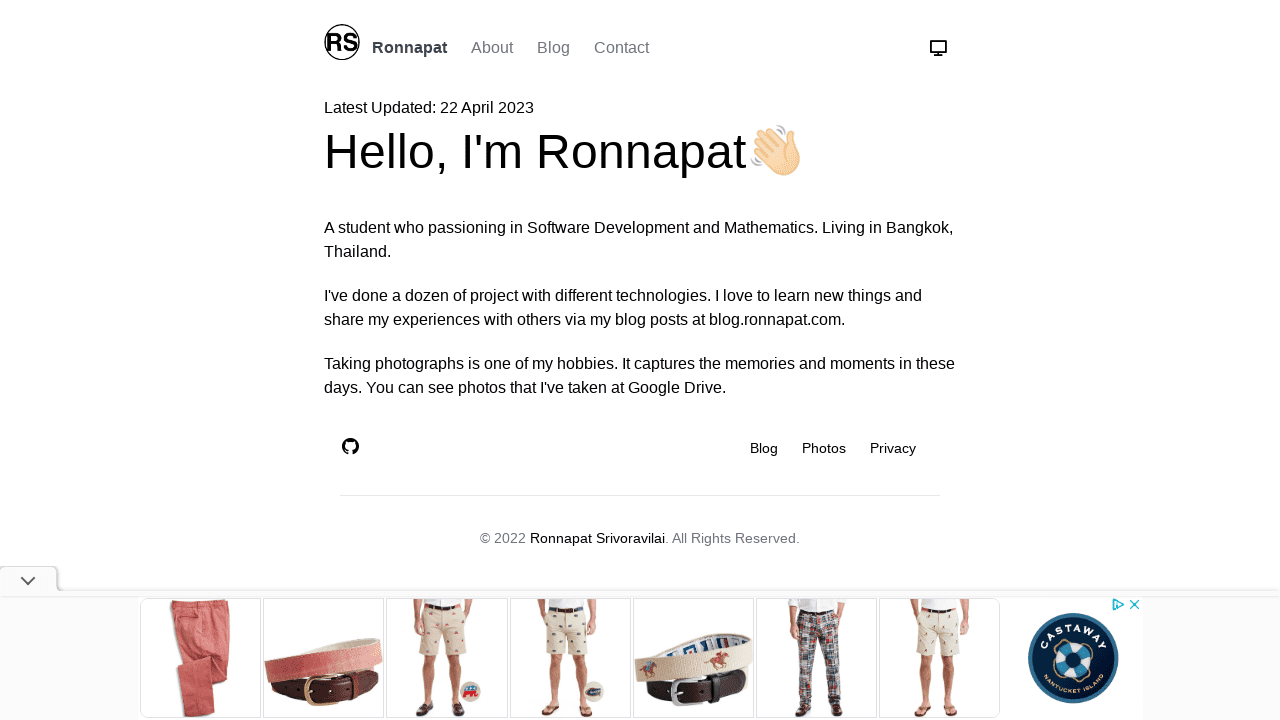 RS
Ronnapat
About
Blog
Contact
Latest Updated: 22 April 2023
Hello, I'm Ronnapat👋🏻
A student who passioning in Software Development and Mathematics. Living in Bangkok,
Thailand.
I've done a dozen of project with different technologies. I love to learn new things and
share my experiences with others via my blog posts at blog.ronnapat.com.
Taking photographs is one of my hobbies. It captures the memories and moments in these
days. You can see photos that I've taken at Google Drive.
Blog
Photos
Privacy
© 2022 Ronnapat Srivoravilai. All Rights Reserved.
CASTAWAY
NANTUCKET ISLAND